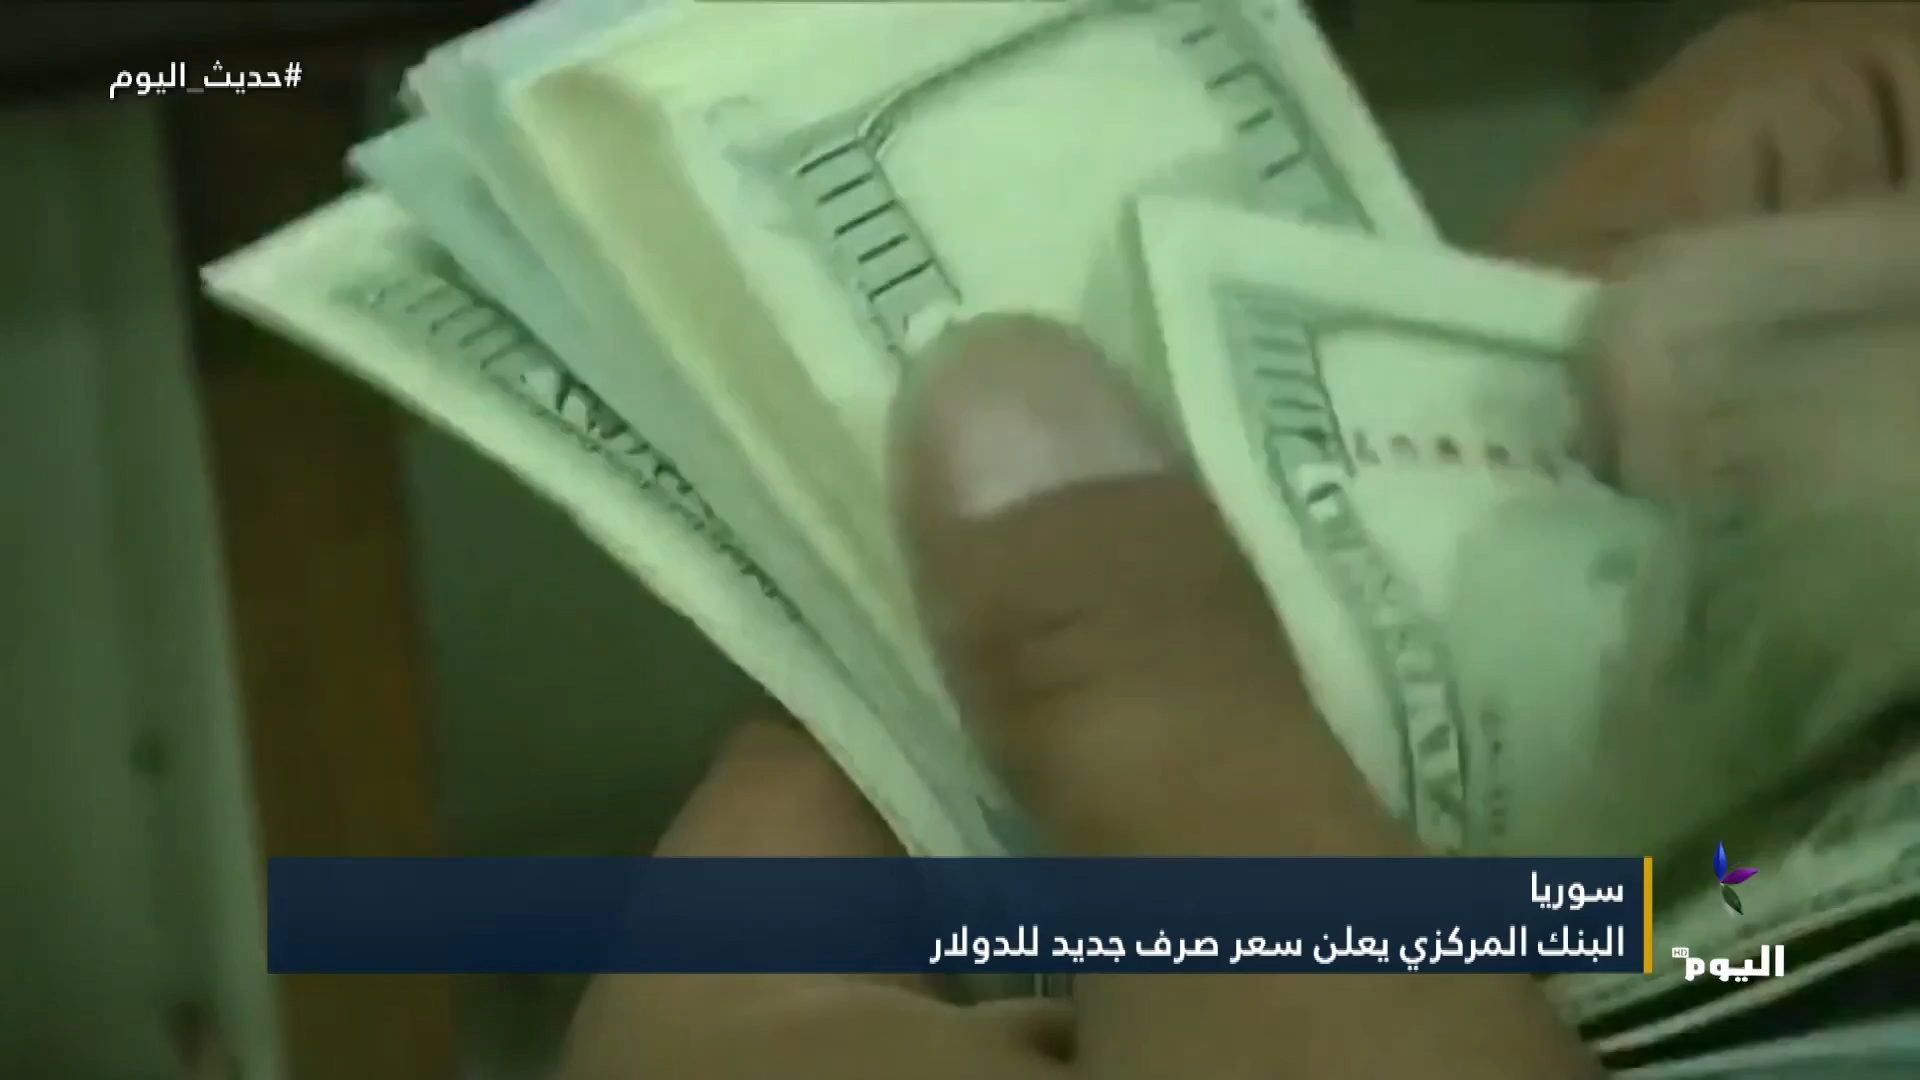 #حديث_اليوم
سوريا
البنك المركزي يعلن سعر صرف جديد للدولار
اليوم HD